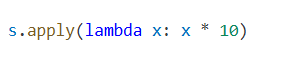 s.apply(lambda x: x * 10)